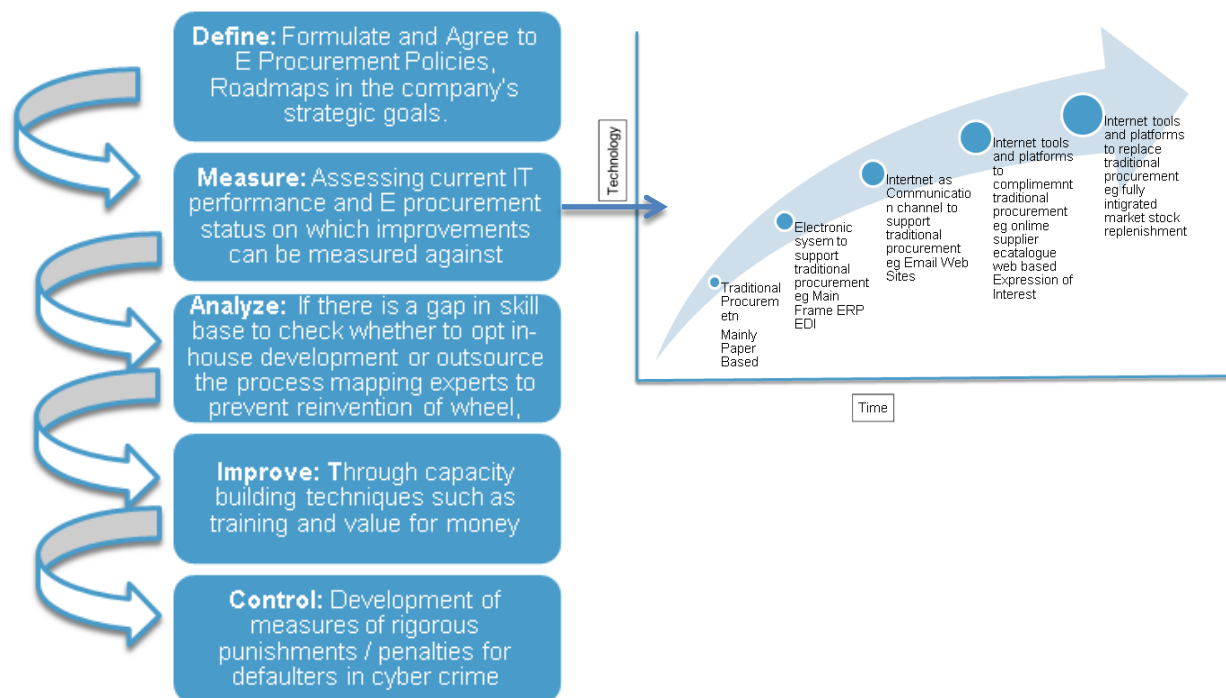 Define: Formulate and Agree to
E Procurement Policies,
Roadmaps in the company's
strategic goals.
Measure: Assessing current IT
performance and E procurement
status on which improvements
can be measured against
Analyze: If there is a gap in skill
base to check whether to opt in-
house development or outsource
the process mapping experts to
prevent reinvention of wheel,
Improve: Through capacity
building techniques such as
training and value for money
Control: Development of
measures of rigorous
punishments / penalties for
defaulters in cyber crime
Technology
Traditional
Procurem
etn
Mainly
Paper
Based
Electronic
sysem to
support
traditional
procurement
eg Main
Frame ERP
EDI
Intertnet as
Communicatio
n channel to
support
traditional
procurement
eg Email Web
Sites
Internet tools
and platforms
to
complimemnt
traditional
procurement
eg onlime
supplier
ecatalogue
web based
Expression of
Interest
Internet tools
and platforms
to replace
traditional
procurement
eg fully
intigrated
market stock
replenishment
Time